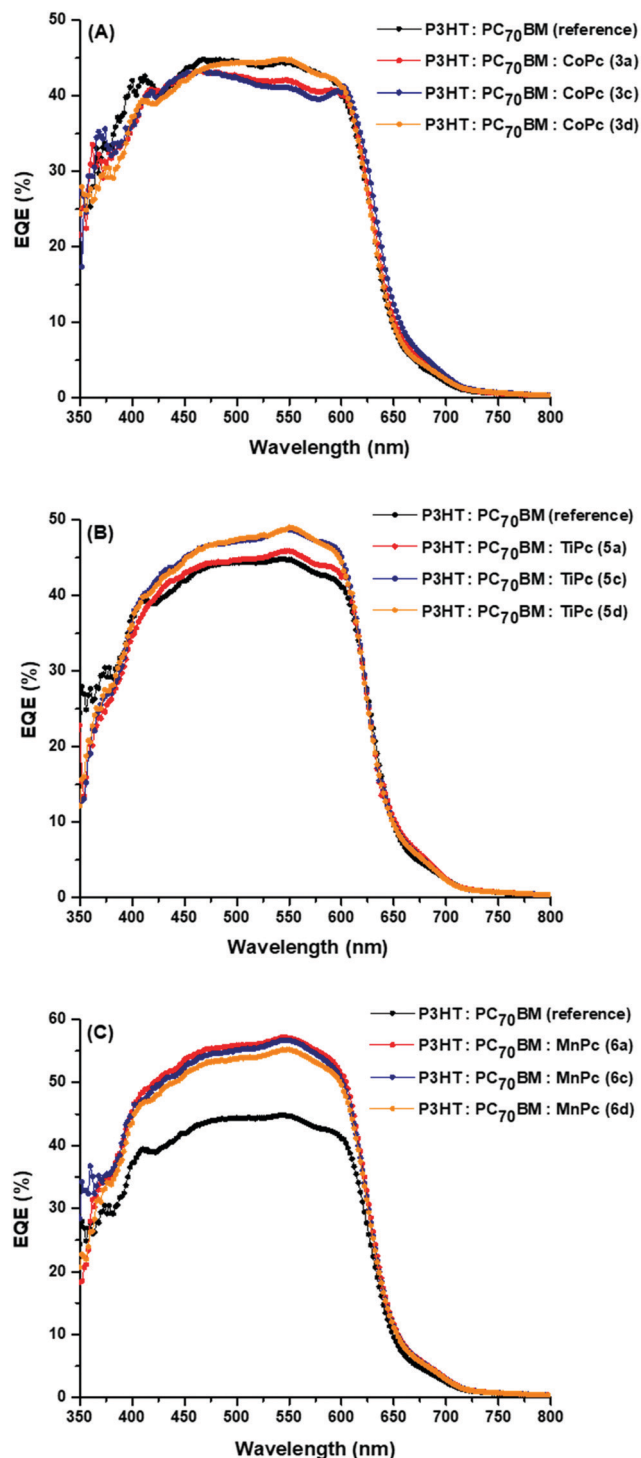 (A)
P3HT : PC70BM (reference)
P3HT : PC70BM : CoPc (3a)
P3HT : PC70BM : CoPc (3c)
P3HT : PC70BM : CoPc (3d)
EQE (%)
50
40
30
20
10
0
350 400 450 500 550 600 650 700 750 800
Wavelength (nm)
(B)
P3HT : PC70BM (reference)
P3HT : PC70BM : TiPc (5a)
P3HT : PC70BM : TiPc (5c)
P3HT : PC70BM : TiPc (5d)
EQE (%)
50
40
30
20
10
0
350 400 450 500 550 600 650 700 750 800
Wavelength (nm)
(C)
P3HT : PC70BM (reference)
P3HT : PC70BM : MnPc (6a)
P3HT : PC70BM : MnPc (6c)
P3HT : PC70BM : MnPc (6d)
EQE (%)
60
50
40
30
20
10
0
350 400 450 500 550 600 650 700 750 800
Wavelength (nm)